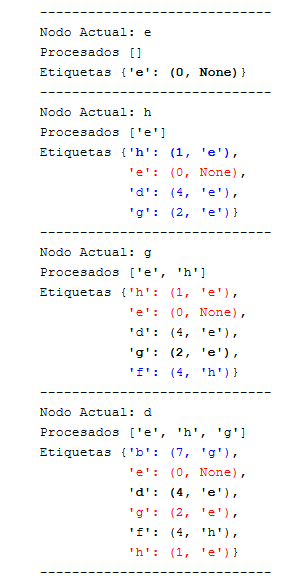 -----------------------------
Nodo Actual: e
Procesados []
Etiquetas {'e': (0, None)}
-----------------------------
Nodo Actual: h
Procesados ['e']
Etiquetas {'h': (1, 'e'),
'e': (0, None),
'd': (4, 'e'),
'g': (2, 'e')}
-----------------------------
Nodo Actual: g
Procesados ['e', 'h']
Etiquetas {'h': (1, 'e'),
'e': (0, None),
'd': (4, 'e'),
'g': (2, 'e'),
'f': (4, 'h')}
-----------------------------
Nodo Actual: d
Procesados ['e', 'h', 'g']
Etiquetas {'b': (7, 'g'),
'e': (0, None),
'd': (4, 'e'),
'g': (2, 'e'),
'f': (4, 'h'),
'h': (1, 'e')}
-----------------------------